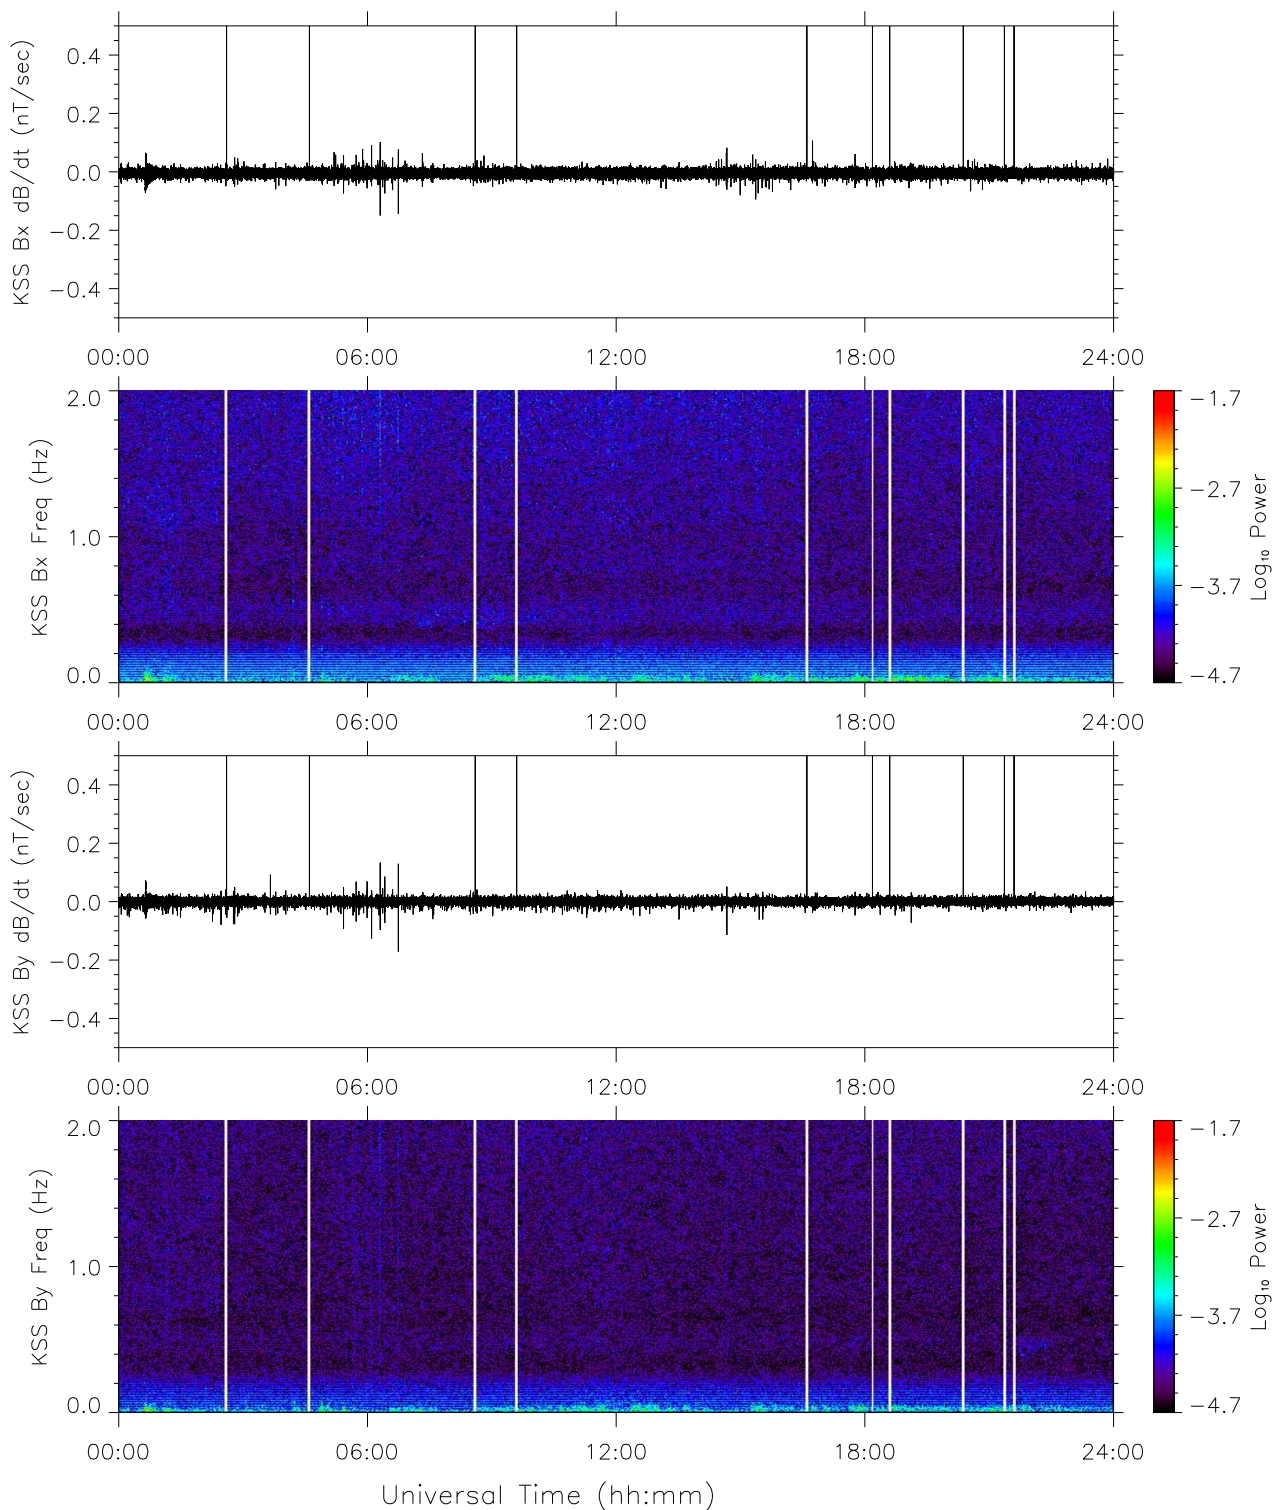 KSS Bx dB/dt (nT/sec)
0.4
0.2
0.0
−0.2
−0.4
00:00 06:00 12:00 18:00 24:00
KSS Bx Freq (Hz)
2.0
1.0
0.0
−1.7
−2.7
−3.7
−4.7
Log₁₀ Power
00:00 06:00 12:00 18:00 24:00
KSS By dB/dt (nT/sec)
0.4
0.2
0.0
−0.2
−0.4
00:00 06:00 12:00 18:00 24:00
KSS By Freq (Hz)
2.0
1.0
0.0
−1.7
−2.7
−3.7
−4.7
Log₁₀ Power
00:00 06:00 12:00 18:00 24:00
Universal Time (hh:mm)